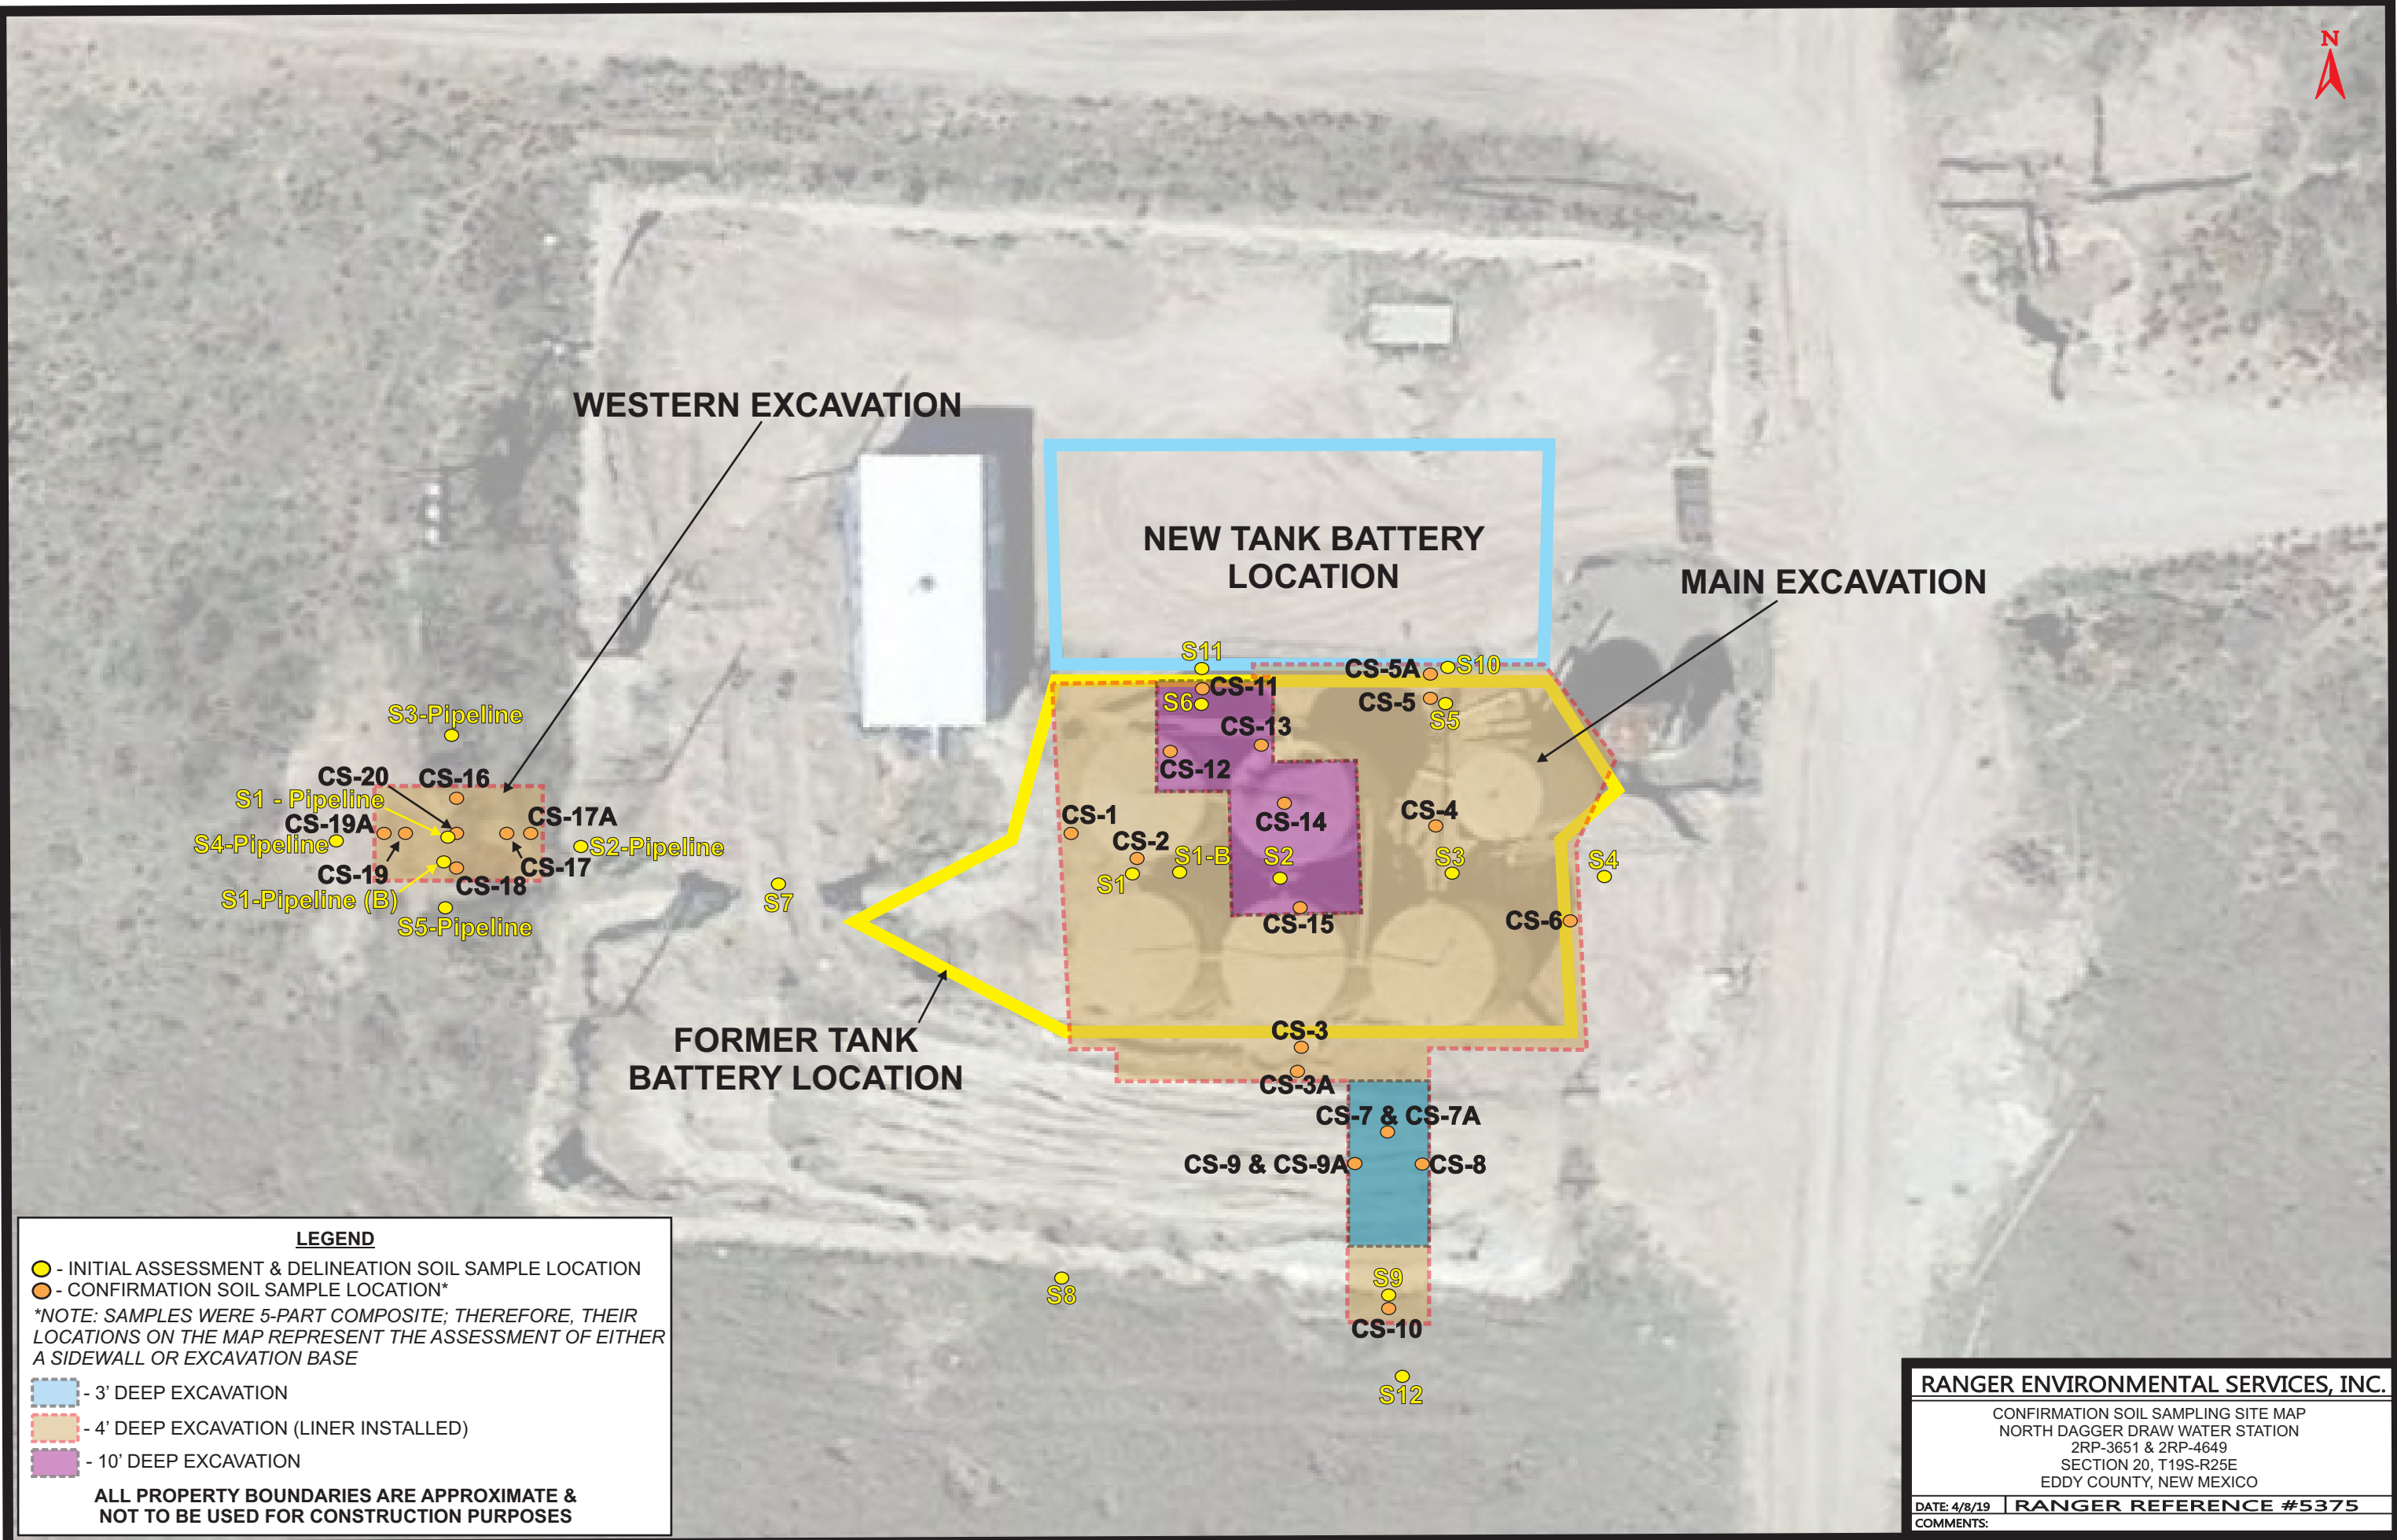 N
WESTERN EXCAVATION
NEW TANK BATTERY
LOCATION
MAIN EXCAVATION
S11
CS-5A
S10
CS-11
S6
CS-5
S5
CS-13
CS-12
S3-Pipeline
CS-20
CS-16
S1 - Pipeline
CS-19A
CS-17A
S4-Pipeline
S2-Pipeline
CS-19
CS-17
CS-18
S1-Pipeline (B)
S5-Pipeline
CS-1
CS-2
CS-14
CS-4
S1-B
S2
S3
S4
S1
S7
CS-15
CS-6
FORMER TANK
BATTERY LOCATION
CS-3
CS-3A
CS-7 & CS-7A
CS-9 & CS-9A
CS-8
S9
S8
CS-10
S12
LEGEND
- INITIAL ASSESSMENT & DELINEATION SOIL SAMPLE LOCATION
- CONFIRMATION SOIL SAMPLE LOCATION*
*NOTE: SAMPLES WERE 5-PART COMPOSITE; THEREFORE, THEIR
LOCATIONS ON THE MAP REPRESENT THE ASSESSMENT OF EITHER
A SIDEWALL OR EXCAVATION BASE
- 3' DEEP EXCAVATION
- 4' DEEP EXCAVATION (LINER INSTALLED)
- 10' DEEP EXCAVATION
ALL PROPERTY BOUNDARIES ARE APPROXIMATE &
NOT TO BE USED FOR CONSTRUCTION PURPOSES
RANGER ENVIRONMENTAL SERVICES, INC.
CONFIRMATION SOIL SAMPLING SITE MAP
NORTH DAGGER DRAW WATER STATION
2RP-3651 & 2RP-4649
SECTION 20, T19S-R25E
EDDY COUNTY, NEW MEXICO
DATE: 4/8/19 RANGER REFERENCE #5375
COMMENTS: